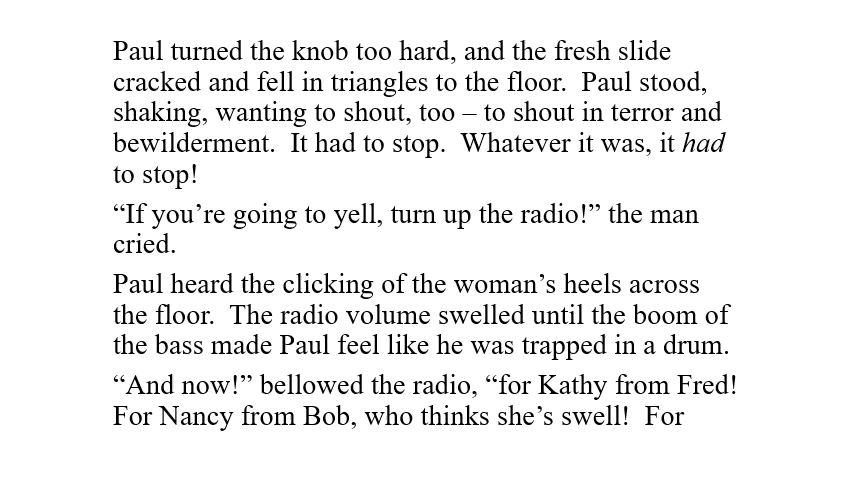 Paul turned the knob too hard, and the fresh slide
cracked and fell in triangles to the floor.  Paul stood,
shaking, wanting to shout, too – to shout in terror and
bewilderment.  It had to stop.  Whatever it was, it had
to stop!
“If you’re going to yell, turn up the radio!” the man
cried.
Paul heard the clicking of the woman’s heels across
the floor.  The radio volume swelled until the boom of
the bass made Paul feel like he was trapped in a drum.
“And now!” bellowed the radio, “for Kathy from Fred!
For Nancy from Bob, who thinks she’s swell!  For